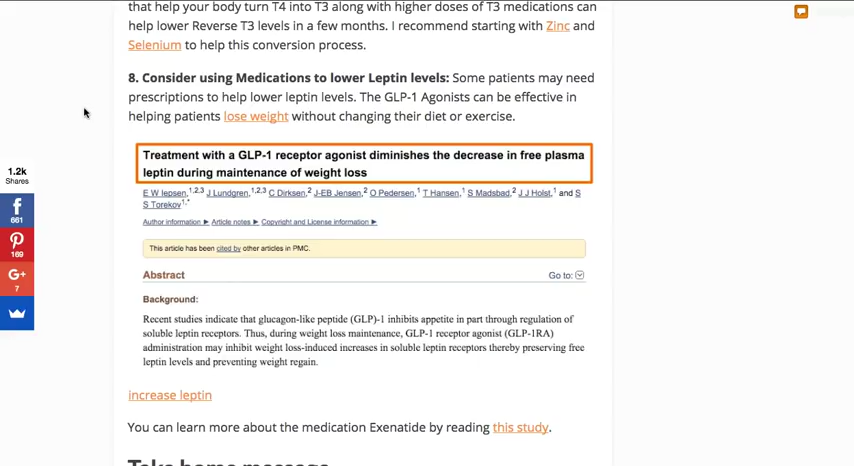 that help your body turn T4 into T3 along with higher doses of T3 medications can
help lower Reverse T3 levels in a few months. I recommend starting with Zinc and
Selenium to help this conversion process.
8. Consider using Medications to lower Leptin levels: Some patients may need
prescriptions to help lower leptin levels. The GLP-1 Agonists can be effective in
helping patients lose weight without changing their diet or exercise.
1.2k
Shares
661
169
G+
7
Treatment with a GLP-1 receptor agonist diminishes the decrease in free plasma
leptin during maintenance of weight loss
E W Iepsen,1,2,3 J Lundgren,1,2,3 C Dirksen,2 J-EB Jensen,2 O Pedersen,1 T Hansen,1 S Madsbad,2 J J Holst,1 and S
S Torekov1,*
Author information ► Article notes ► Copyright and License information ►
This article has been cited by other articles in PMC.
Abstract Go to:
Background:
Recent studies indicate that glucagon-like peptide (GLP)-1 inhibits appetite in part through regulation of
soluble leptin receptors. Thus, during weight loss maintenance, GLP-1 receptor agonist (GLP-1RA)
administration may inhibit weight loss-induced increases in soluble leptin receptors thereby preserving free
leptin levels and preventing weight regain.
increase leptin
You can learn more about the medication Exenatide by reading this study.
Take home message